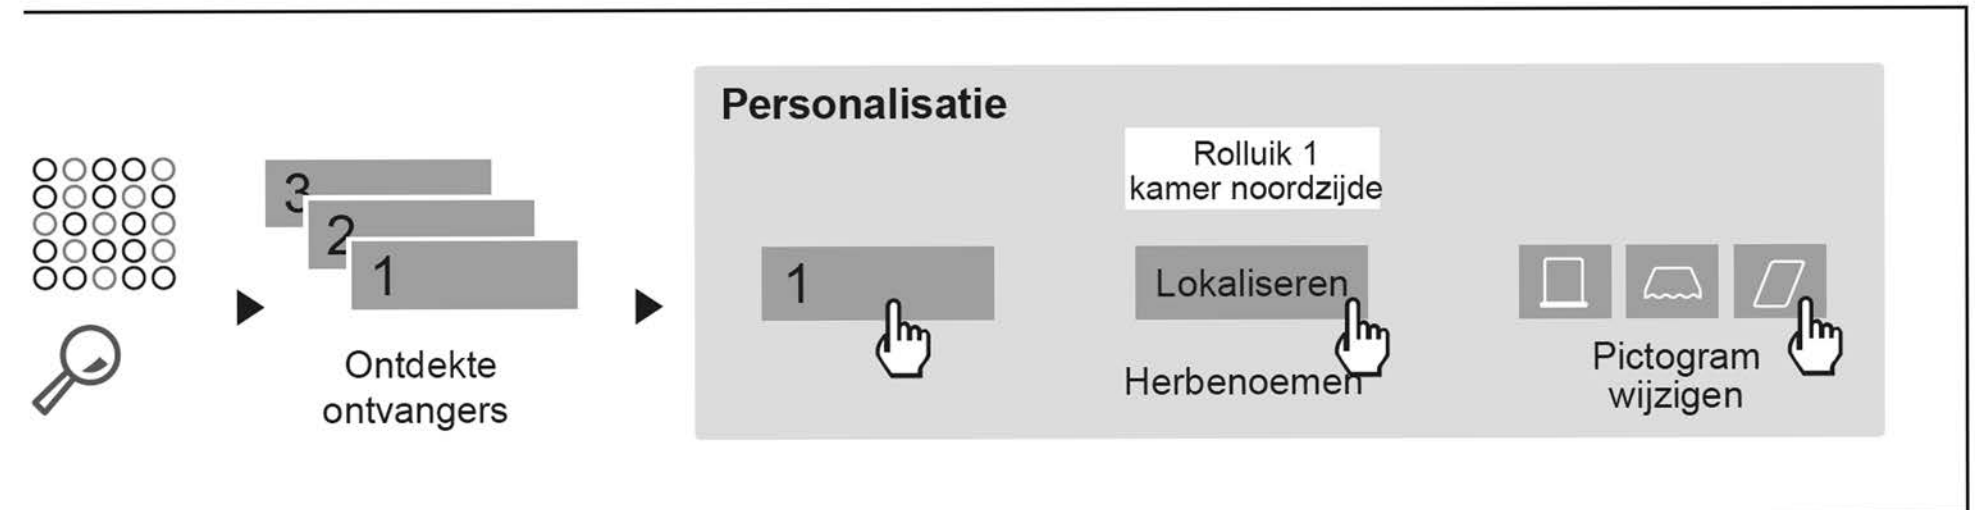 Personalisatie
Rolluik 1
kamer noordzijde
3
2
1
1
Lokaliseren
Ontdekte
ontvangers
Herbenoemen
Pictogram
wijzigen